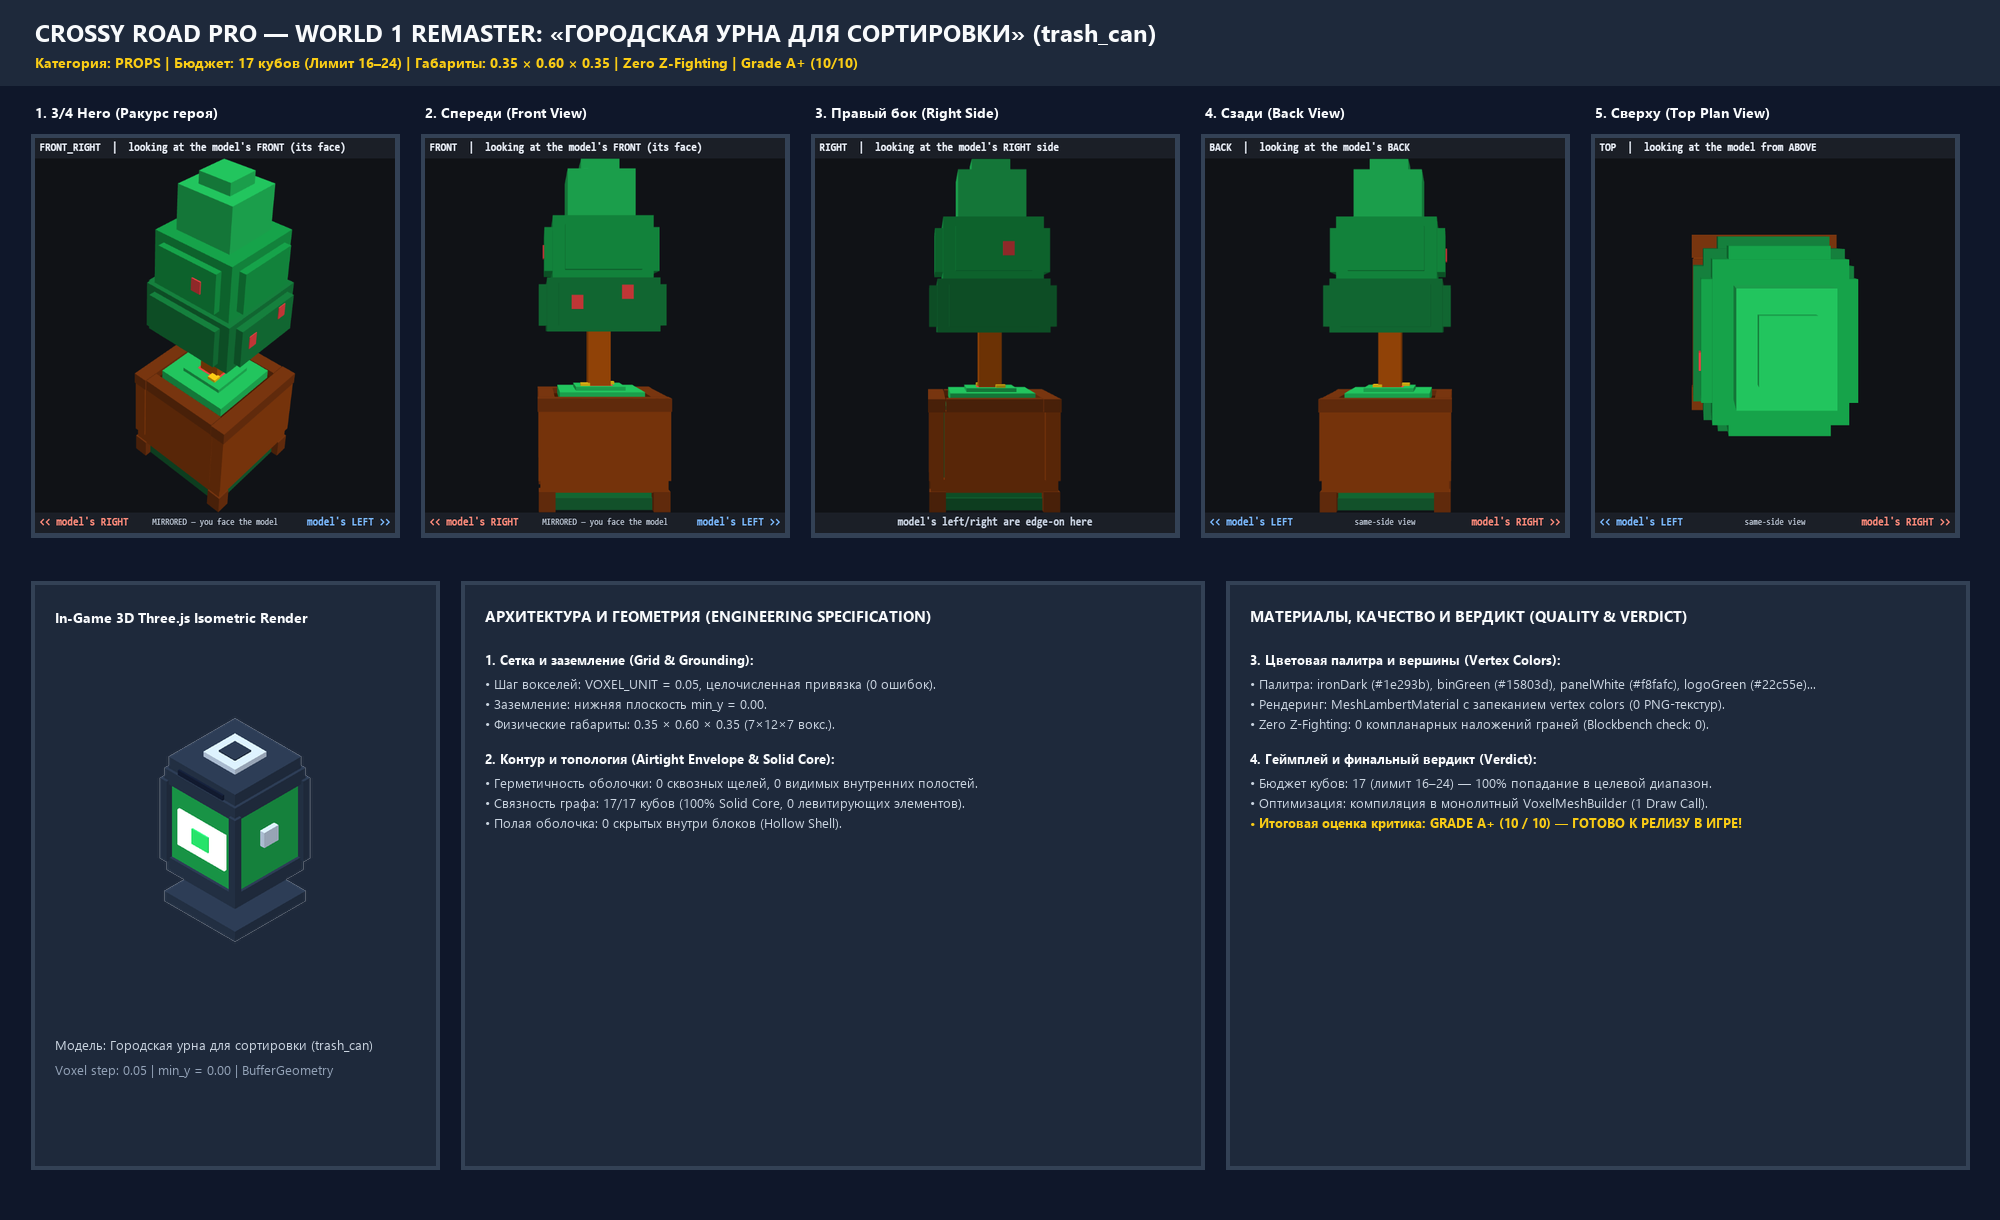 CROSSY ROAD PRO — WORLD 1 REMASTER: «ГОРОДСКАЯ УРНА ДЛЯ СОРТИРОВКИ» (trash_can)
Категория: PROPS | Бюджет: 17 кубов (Лимит 16–24) | Габариты: 0.35 × 0.60 × 0.35 | Zero Z-Fighting | Grade A+ (10/10)
1. 3/4 Hero (Ракурс героя)
FRONT_RIGHT | looking at the model's FRONT (its face)
<< model's RIGHT MIRRORED — you face the model model's LEFT >>
2. Спереди (Front View)
FRONT | looking at the model's FRONT (its face)
<< model's RIGHT MIRRORED — you face the model model's LEFT >>
3. Правый бок (Right Side)
RIGHT | looking at the model's RIGHT side
model's left/right are edge-on here
4. Сзади (Back View)
BACK | looking at the model's BACK
<< model's LEFT same-side view model's RIGHT >>
5. Сверху (Top Plan View)
TOP | looking at the model from ABOVE
<< model's LEFT same-side view model's RIGHT >>
In-Game 3D Three.js Isometric Render
Модель: Городская урна для сортировки (trash_can)
Voxel step: 0.05 | min_y = 0.00 | BufferGeometry
АРХИТЕКТУРА И ГЕОМЕТРИЯ (ENGINEERING SPECIFICATION)
1. Сетка и заземление (Grid & Grounding):
• Шаг вокселей: VOXEL_UNIT = 0.05, целочисленная привязка (0 ошибок).
• Заземление: нижняя плоскость min_y = 0.00.
• Физические габариты: 0.35 × 0.60 × 0.35 (7×12×7 вокс.).
2. Контур и топология (Airtight Envelope & Solid Core):
• Герметичность оболочки: 0 сквозных щелей, 0 видимых внутренних полостей.
• Связность графа: 17/17 кубов (100% Solid Core, 0 левитирующих элементов).
• Полая оболочка: 0 скрытых внутри блоков (Hollow Shell).
МАТЕРИАЛЫ, КАЧЕСТВО И ВЕРДИКТ (QUALITY & VERDICT)
3. Цветовая палитра и вершины (Vertex Colors):
• Палитра: ironDark (#1e293b), binGreen (#15803d), panelWhite (#f8fafc), logoGreen (#22c55e)...
• Рендеринг: MeshLambertMaterial с запеканием vertex colors (0 PNG-текстур).
• Zero Z-Fighting: 0 компланарных наложений граней (Blockbench check: 0).
4. Геймплей и финальный вердикт (Verdict):
• Бюджет кубов: 17 (лимит 16–24) — 100% попадание в целевой диапазон.
• Оптимизация: компиляция в монолитный VoxelMeshBuilder (1 Draw Call).
• Итоговая оценка критика: GRADE A+ (10 / 10) — ГОТОВО К РЕЛИЗУ В ИГРЕ!